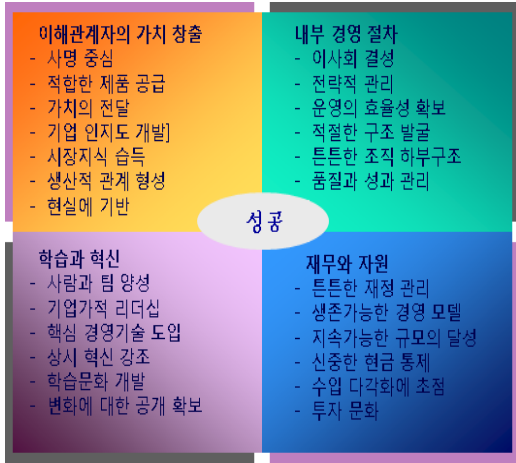 이해관계자의 가치 창출
- 사명 중심
- 적합한 제품 공급
- 가치의 전달
- 기업 인지도 개발]
- 시장지식 습득
- 생산적 관계 형성
- 현실에 기반
내부 경영 절차
- 이사회 결성
- 전략적 관리
- 운영의 효율성 확보
- 적절한 구조 발굴
- 튼튼한 조직 하부구조
- 품질과 성과 관리
성공
학습과 혁신
- 사람과 팀 양성
- 기업가적 리더십
- 핵심 경영기술 도입
- 상시 혁신 강조
- 학습문화 개발
- 변화에 대한 공개 확보
재무와 자원
- 튼튼한 재정 관리
- 생존가능한 경영 모델
- 지속가능한 규모의 달성
- 신중한 현금 통제
- 수입 다각화에 초점
- 투자 문화